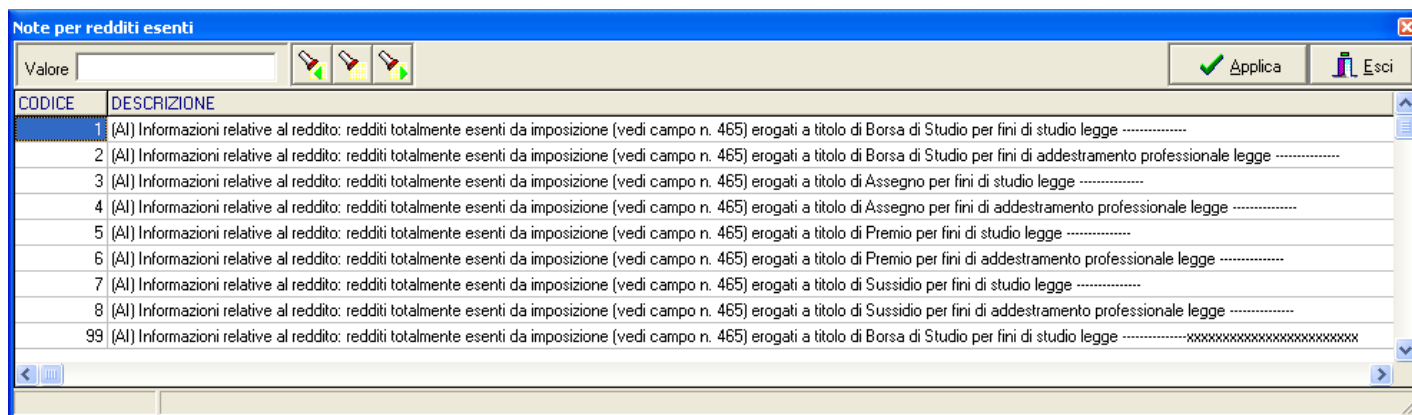 Note per redditi esenti
Valore
Applica
Esci
CODICE DESCRIZIONE
1 (AI) Informazioni relative al reddito: redditi totalmente esenti da imposizione (vedi campo n. 465) erogati a titolo di Borsa di Studio per fini di studio legge ---------------
2 (AI) Informazioni relative al reddito: redditi totalmente esenti da imposizione (vedi campo n. 465) erogati a titolo di Borsa di Studio per fini di addestramento professionale legge ---------------
3 (AI) Informazioni relative al reddito: redditi totalmente esenti da imposizione (vedi campo n. 465) erogati a titolo di Assegno per fini di studio legge ---------------
4 (AI) Informazioni relative al reddito: redditi totalmente esenti da imposizione (vedi campo n. 465) erogati a titolo di Assegno per fini di addestramento professionale legge ---------------
5 (AI) Informazioni relative al reddito: redditi totalmente esenti da imposizione (vedi campo n. 465) erogati a titolo di Premio per fini di studio legge ---------------
6 (AI) Informazioni relative al reddito: redditi totalmente esenti da imposizione (vedi campo n. 465) erogati a titolo di Premio per fini di addestramento professionale legge ---------------
7 (AI) Informazioni relative al reddito: redditi totalmente esenti da imposizione (vedi campo n. 465) erogati a titolo di Sussidio per fini di studio legge ---------------
8 (AI) Informazioni relative al reddito: redditi totalmente esenti da imposizione (vedi campo n. 465) erogati a titolo di Sussidio per fini di addestramento professionale legge ---------------
99 (AI) Informazioni relative al reddito: redditi totalmente esenti da imposizione (vedi campo n. 465) erogati a titolo di Borsa di Studio per fini di studio legge ---------------xxxxxxxxxxxxxxxxxxxxxxxx